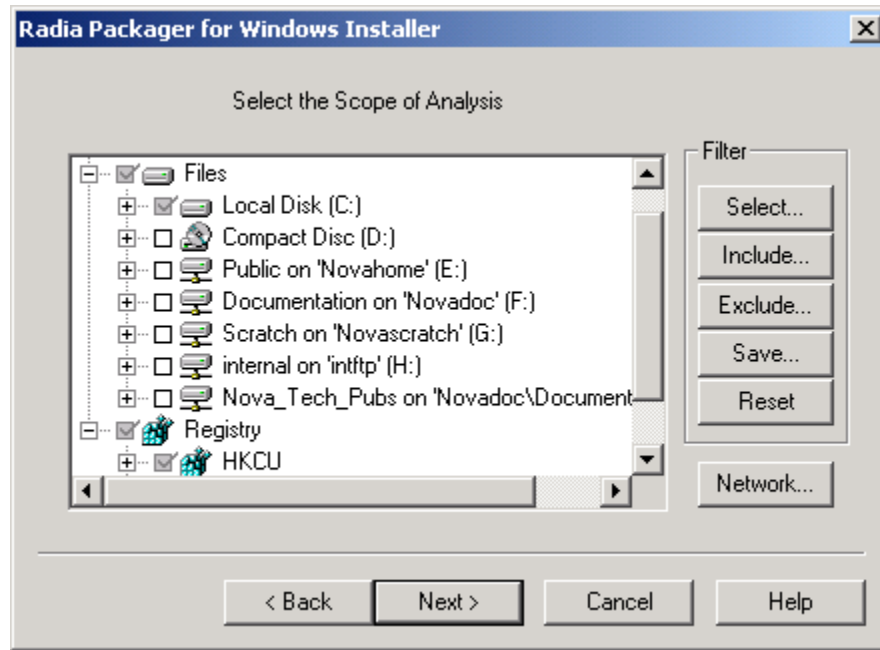 Radia Packager for Windows Installer
Select the Scope of Analysis
Files
Local Disk (C:)
Compact Disc (D:)
Public on 'Novahome' (E:)
Documentation on 'Novadoc' (F:)
Scratch on 'Novascratch' (G:)
internal on 'intftp' (H:)
Nova_Tech_Pubs on 'Novadoc\Document
Registry
HKCU
Filter
Select...
Include...
Exclude...
Save...
Reset
Network...
< Back
Next >
Cancel
Help